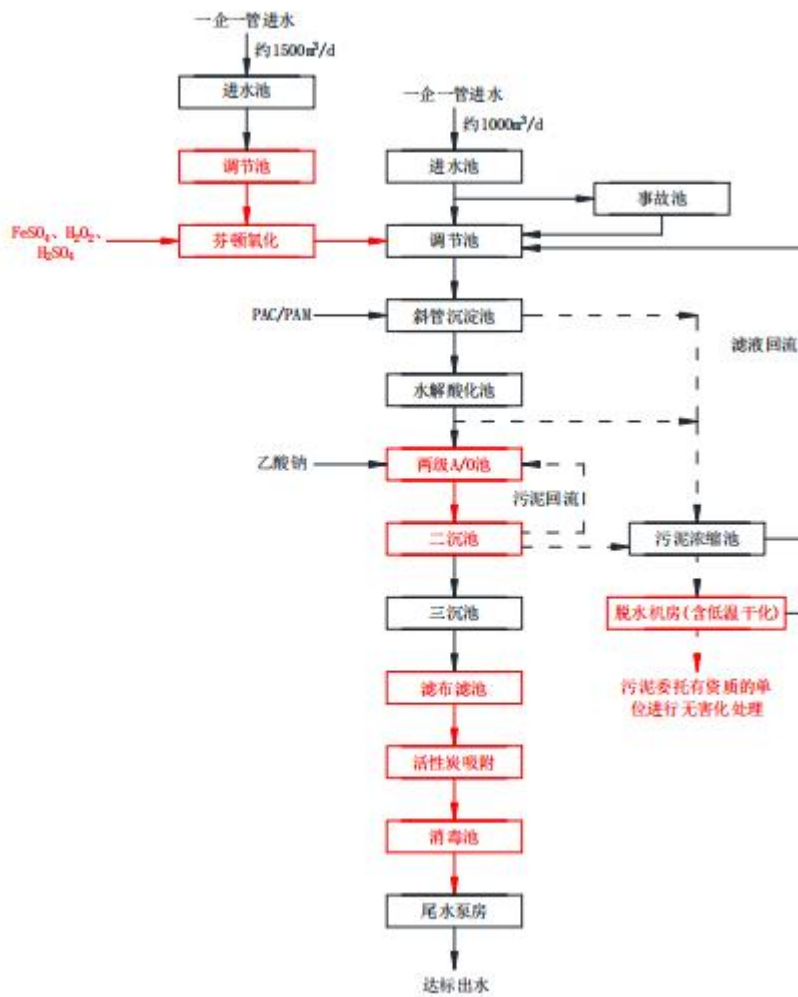 一企一管进水
约1500m³/d
进水池
一企一管进水
约1000m³/d
调节池
进水池
事故池
FeSO₄、H₂O₂、
H₂SO₄
芬顿氧化
调节池
PAC/PAM
斜管沉淀池
滤液回流
水解酸化池
乙酸钠
两级A/O池
污泥回流
二沉池
污泥浓缩池
三沉池
脱水机房(含低温干化)
滤布滤池
污泥委托有资质的单
位进行无害化处理
活性炭吸附
消毒池
尾水泵房
达标出水